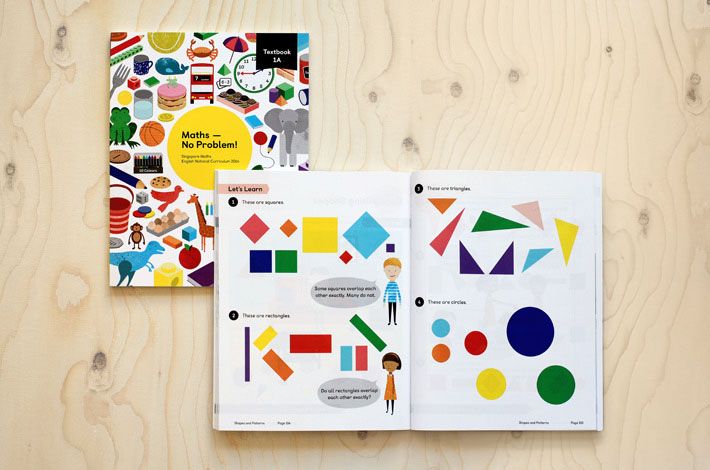 Textbook
1A
Maths —
No Problem!
Singapore Maths
English National Curriculum 2014
Let's Learn
1 These are squares.
Some squares overlap each
other exactly. Many do not.
2 These are rectangles.
Do all rectangles overlap
each other exactly?
Shapes and Patterns
3 These are triangles.
4 These are circles.
Shapes and Patterns